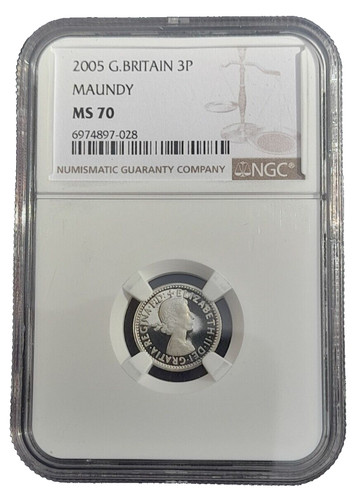 2005 G.BRITAIN 3P
MAUNDY
MS 70
6974897-028
NUMISMATIC GUARANTY COMPANY NGC
ELIZABETH·II·DEI·GRATIA·REGINA·F:D: